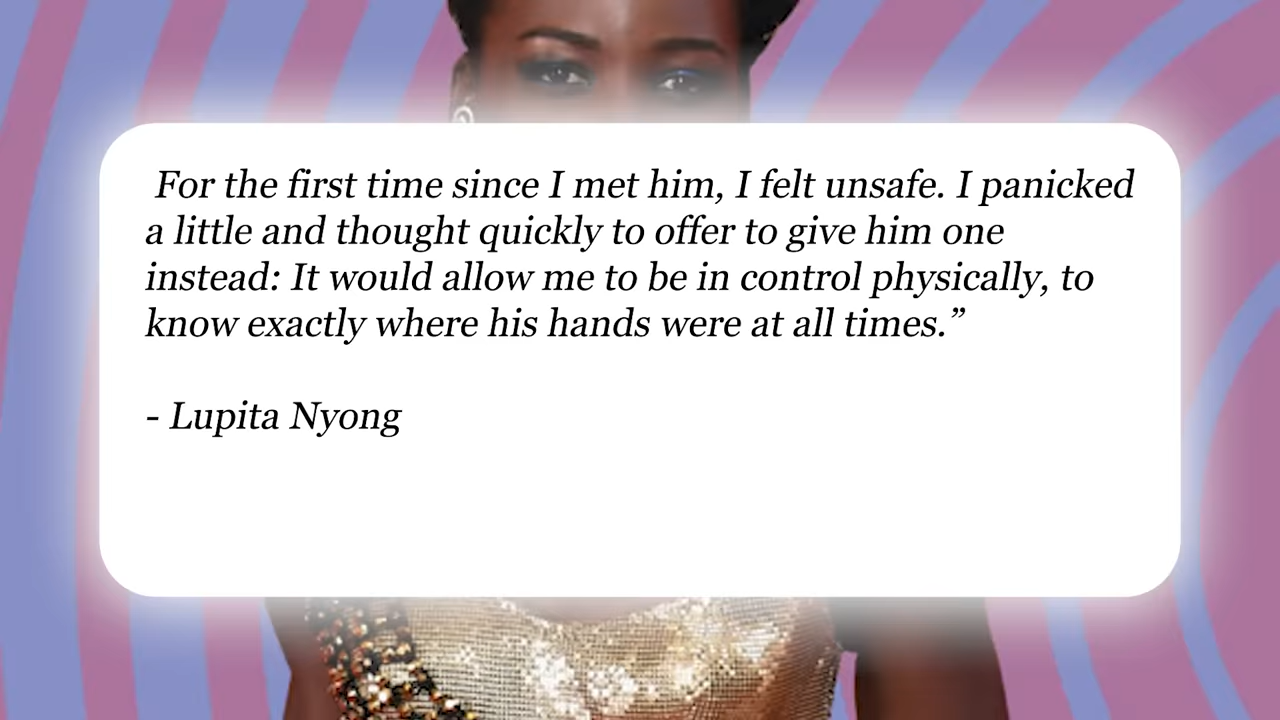 For the first time since I met him, I felt unsafe. I panicked
a little and thought quickly to offer to give him one
instead: It would allow me to be in control physically, to
know exactly where his hands were at all times.”
- Lupita Nyong